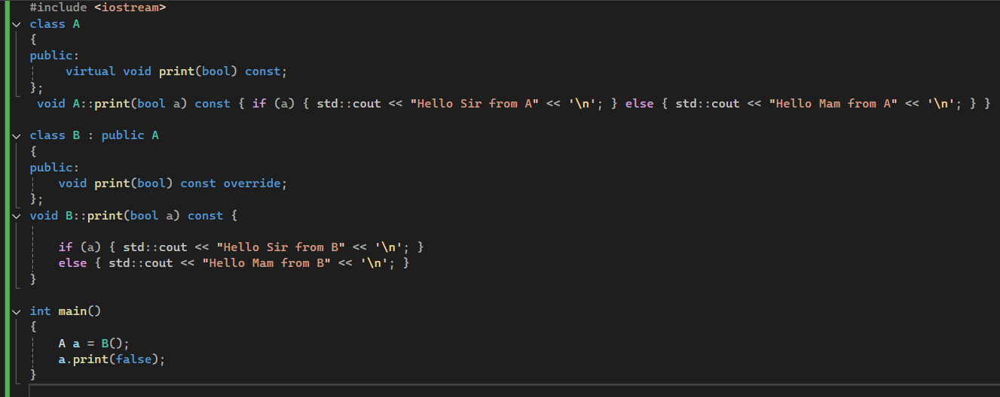 #include <iostream>
class A
{
public:
     virtual void print(bool) const;
};
 void A::print(bool a) const { if (a) { std::cout << "Hello Sir from A" << '\n'; } else { std::cout << "Hello Mam from A" << '\n'; } }

class B : public A
{
public:
    void print(bool) const override;
};
void B::print(bool a) const {

    if (a) { std::cout << "Hello Sir from B" << '\n'; }
    else { std::cout << "Hello Mam from B" << '\n'; }
}

int main()
{
    A a = B();
    a.print(false);
}